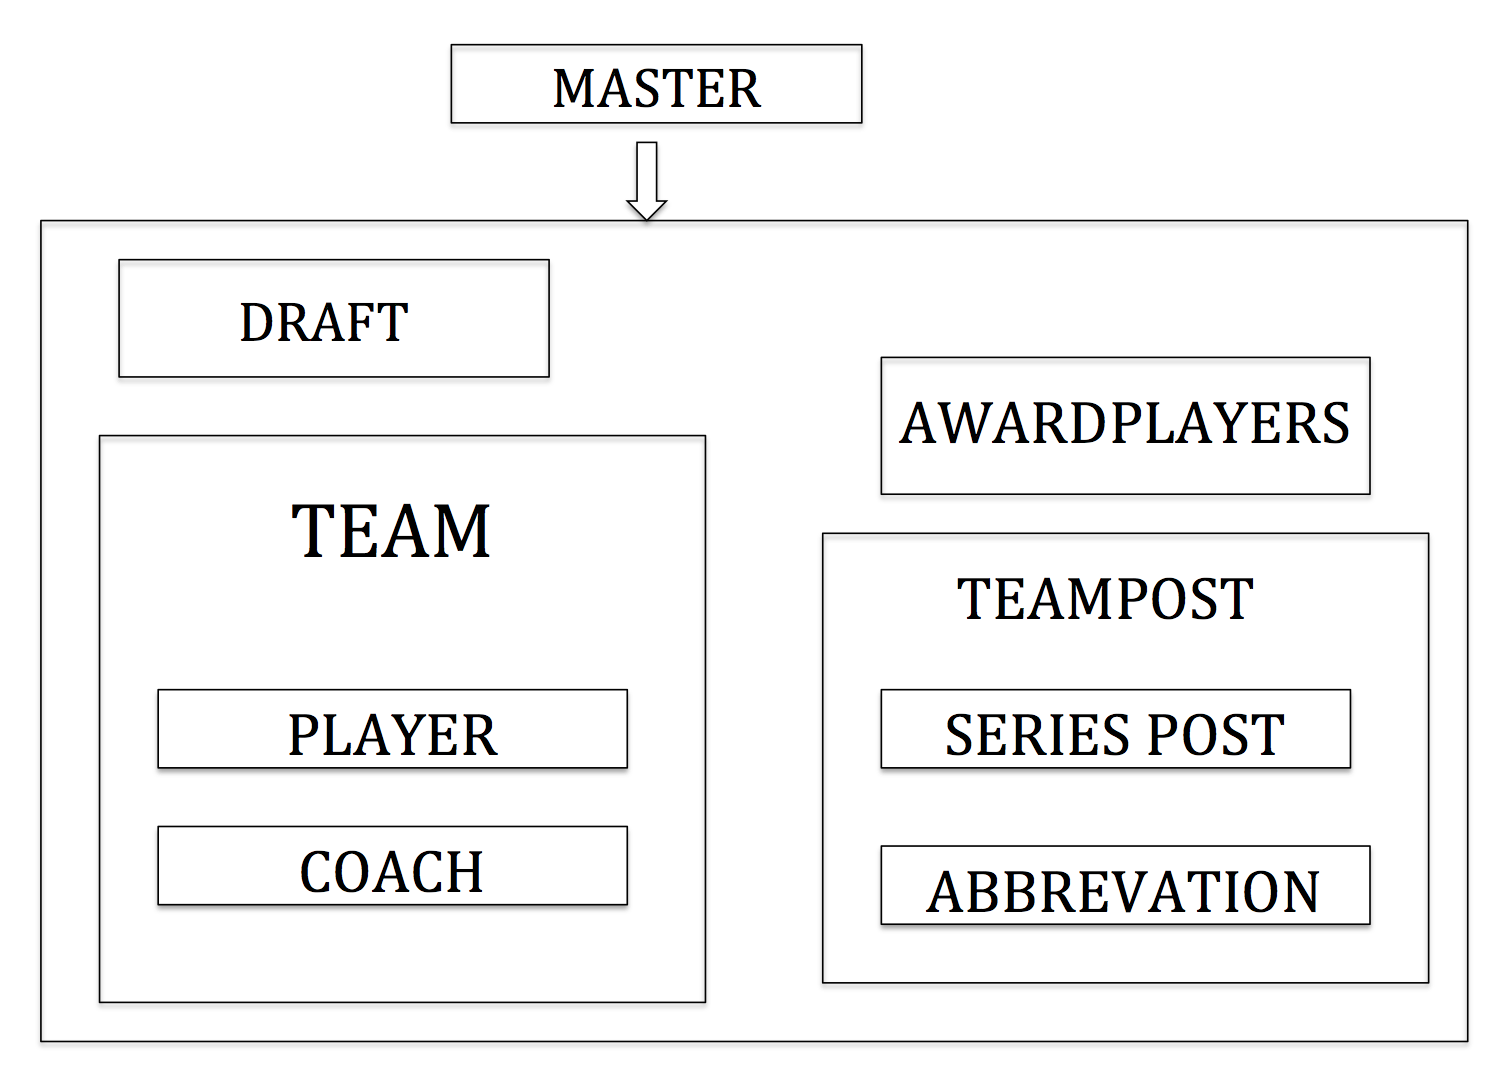 MASTER
DRAFT
AWARDPLAYERS
TEAM
TEAMPOST
PLAYER
SERIES POST
COACH
ABBREVATION